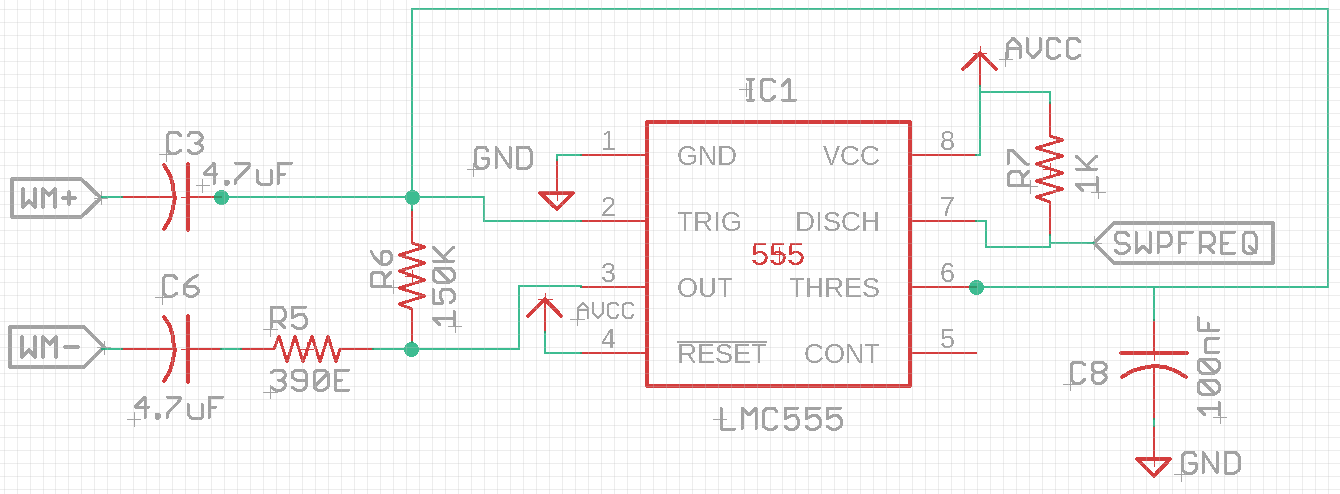 AVCC
IC1
C3
4.7uF
GND
1
GND
VCC
8
R7
1K
WM+
2
TRIG
DISCH
7
SWPFREQ
555
R6
150K
C6
3
OUT
THRES
6
AVCC
R5
WM-
4
RESET
CONT
5
390E
4.7uF
C8
100nF
LMC555
GND